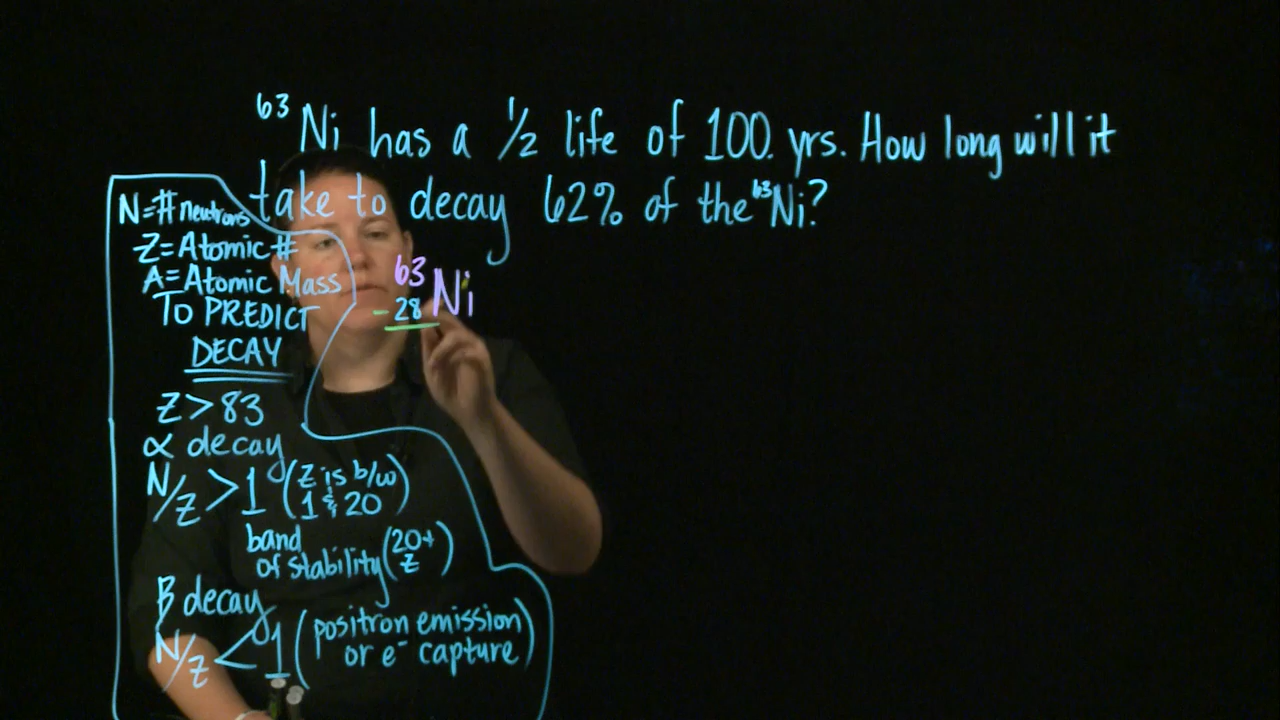 63Ni has a 1/2 life of 100. yrs. How long will it
take to decay 62% of the 63Ni?
N=# neutrons
Z=Atomic #
A=Atomic Mass
TO PREDICT
DECAY
Z>83
α decay
N/Z >1 (Z is b/w
1 & 20)
band
of stability (20+
Z)
β decay
N/Z < 1 (positron emission
or e⁻ capture)
63 Ni
-28